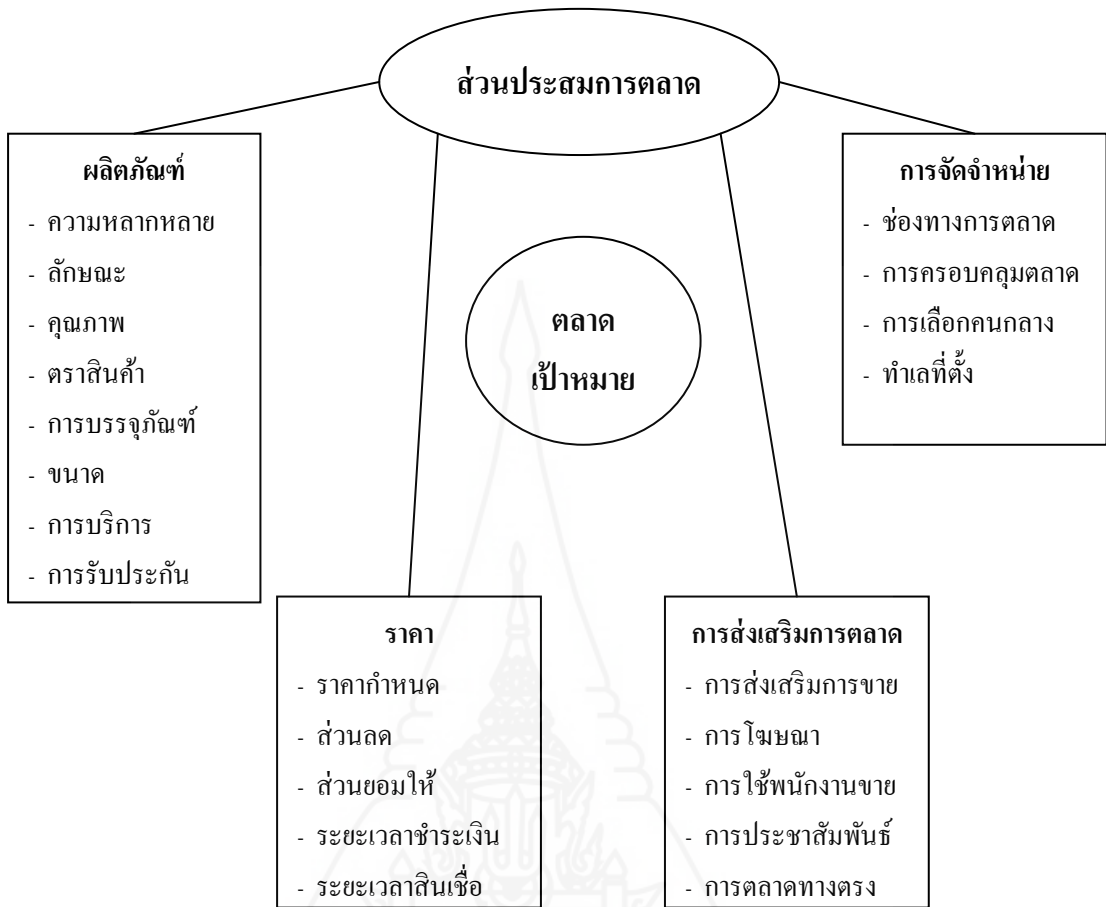 ส่วนประสมการตลาด
ผลิตภัณฑ์
- ความหลากหลาย
- ลักษณะ
- คุณภาพ
- ตราสินค้า
- การบรรจุภัณฑ์
- ขนาด
- การบริการ
- การรับประกัน
การจัดจำหน่าย
- ช่องทางการตลาด
- การครอบคลุมตลาด
- การเลือกคนกลาง
- ทำเลที่ตั้ง
ตลาด
เป้าหมาย
ราคา
- ราคากำหนด
- ส่วนลด
- ส่วนยอมให้
- ระยะเวลาชำระเงิน
- ระยะเวลาสินเชื่อ
การส่งเสริมการตลาด
- การส่งเสริมการขาย
- การโฆษณา
- การใช้พนักงานขาย
- การประชาสัมพันธ์
- การตลาดทางตรง